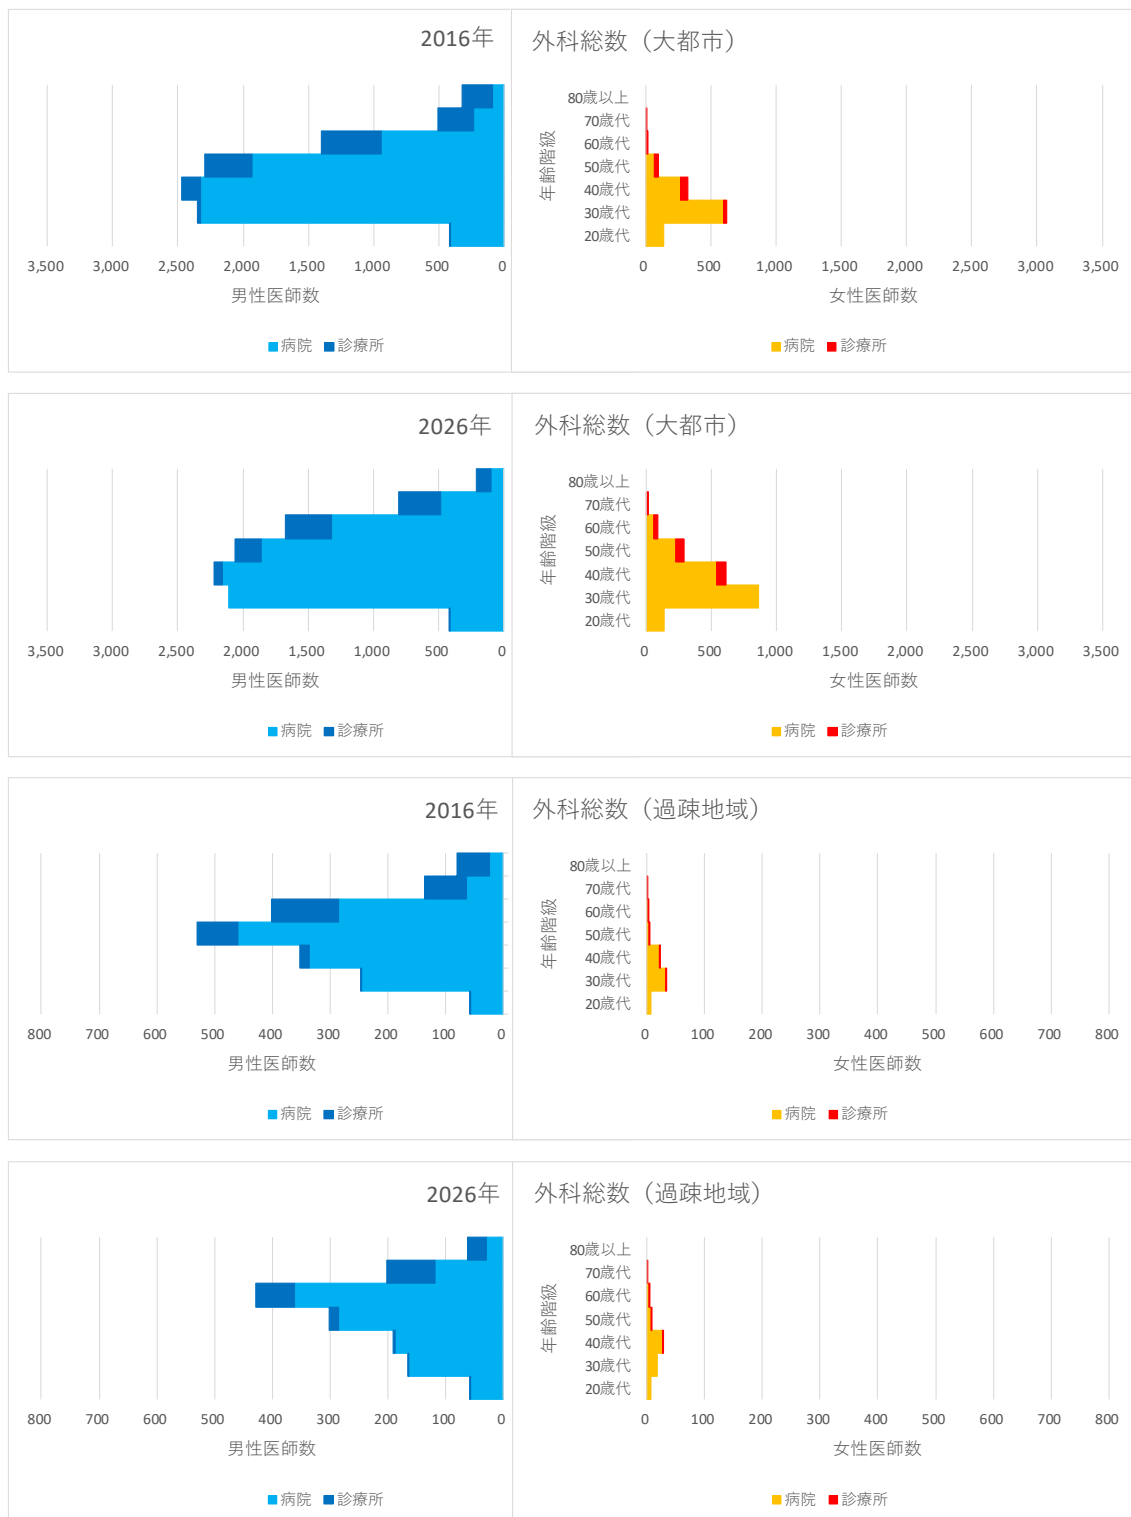 2016年 外科総数（大都市）
80歳以上
70歳代
60歳代
50歳代
40歳代
30歳代
20歳代
年齢階級
3,500 3,000 2,500 2,000 1,500 1,000 500 0
0 500 1,000 1,500 2,000 2,500 3,000 3,500
男性医師数 女性医師数
病院 診療所 病院 診療所
2026年 外科総数（大都市）
80歳以上
70歳代
60歳代
50歳代
40歳代
30歳代
20歳代
年齢階級
3,500 3,000 2,500 2,000 1,500 1,000 500 0
0 500 1,000 1,500 2,000 2,500 3,000 3,500
男性医師数 女性医師数
病院 診療所 病院 診療所
2016年 外科総数（過疎地域）
80歳以上
70歳代
60歳代
50歳代
40歳代
30歳代
20歳代
年齢階級
800 700 600 500 400 300 200 100 0
0 100 200 300 400 500 600 700 800
男性医師数 女性医師数
病院 診療所 病院 診療所
2026年 外科総数（過疎地域）
80歳以上
70歳代
60歳代
50歳代
40歳代
30歳代
20歳代
年齢階級
800 700 600 500 400 300 200 100 0
0 100 200 300 400 500 600 700 800
男性医師数 女性医師数
病院 診療所 病院 診療所